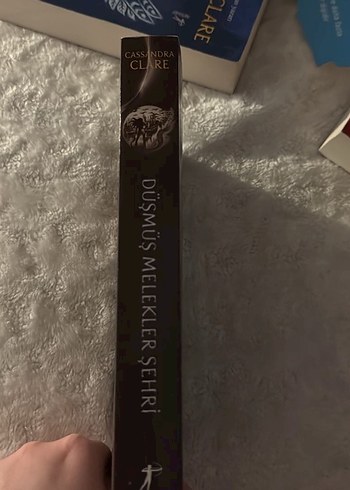 CLARE
CASSANDRA
CLARE
DÜŞMÜŞ MELEKLER ŞEHRİ